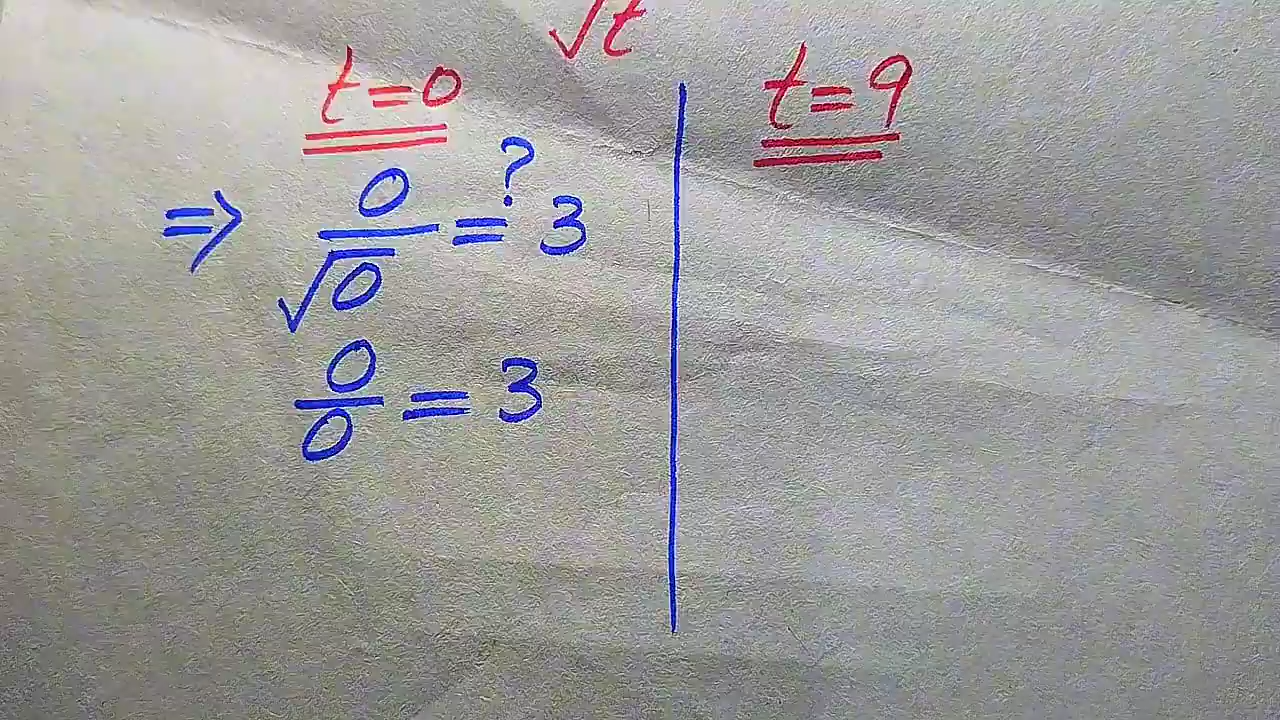 √t
t=0
t=9
⇒ 0/√0 =? 3
0/0 = 3